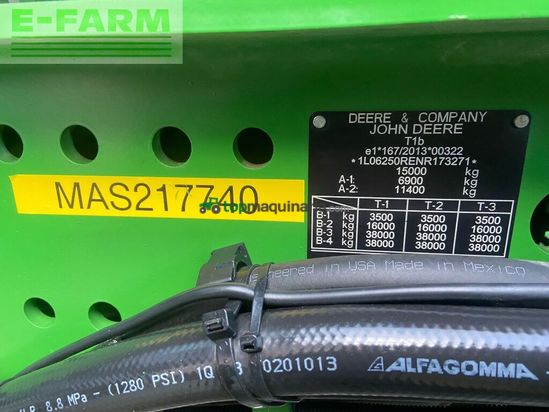 E-FARM
DEERE & COMPANY
JOHN DEERE
T1b
e1*167/2013*00322
*1L06250RENR173271*
15000 kg
A-1: 6900 kg
A-2: 11400 kg
T-1 T-2 T-3
B-1 kg 3500 3500 3500
B-2 kg 16000 16000 16000
B-3 kg 38000 38000 38000
B-4 kg 38000 38000 38000
MAS217740
topmaquina
in USA Made in Mexico
8.8 MPa - (1280 PSI) 0201013
ALFAGOMMA